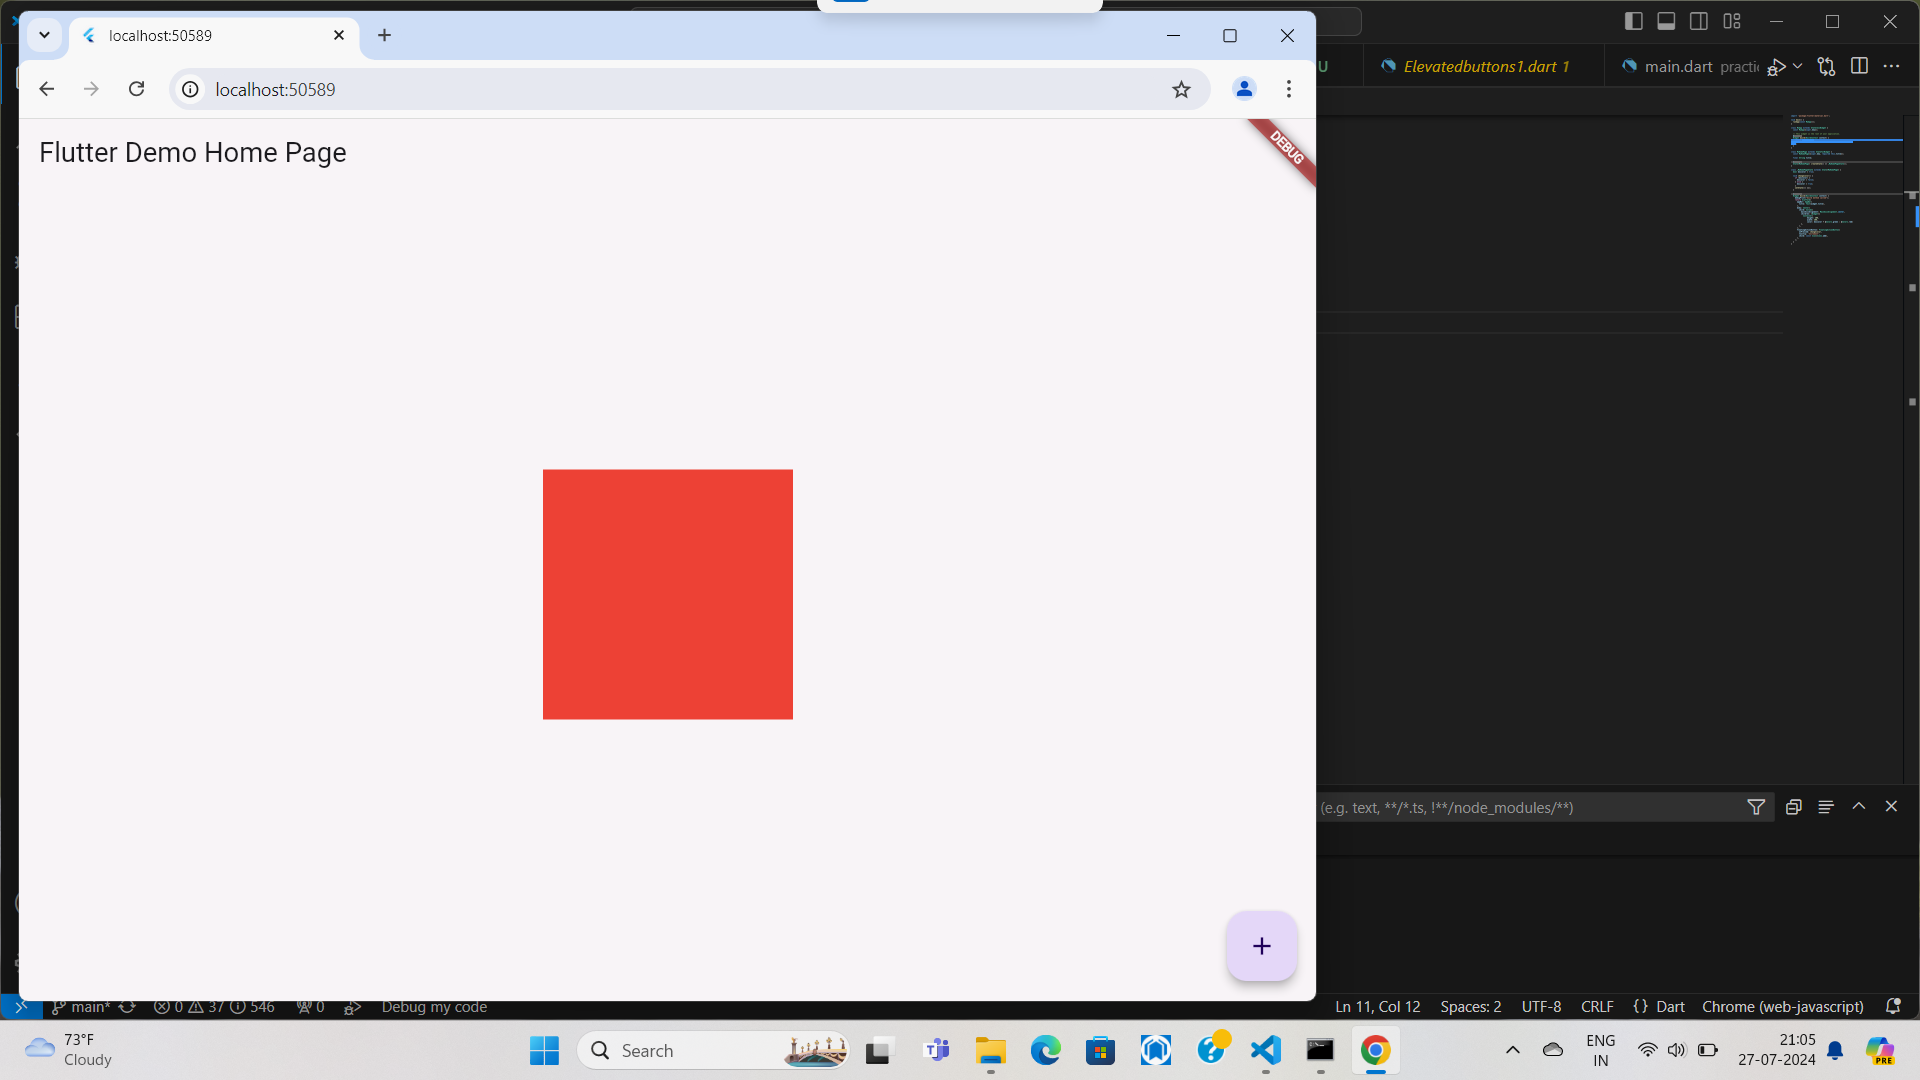 localhost:50589
localhost:50589
Flutter Demo Home Page
DEBUG
U
Elevatedbuttons1.dart 1
main.dart practic
(e.g. text, **/*.ts, !**/node_modules/**)
main*
0
37
546
0
Debug my code
Ln 11, Col 12
Spaces: 2
UTF-8
CRLF
{} Dart
Chrome (web-javascript)
73°F
Cloudy
Search
ENG
IN
21:05
27-07-2024
PRE